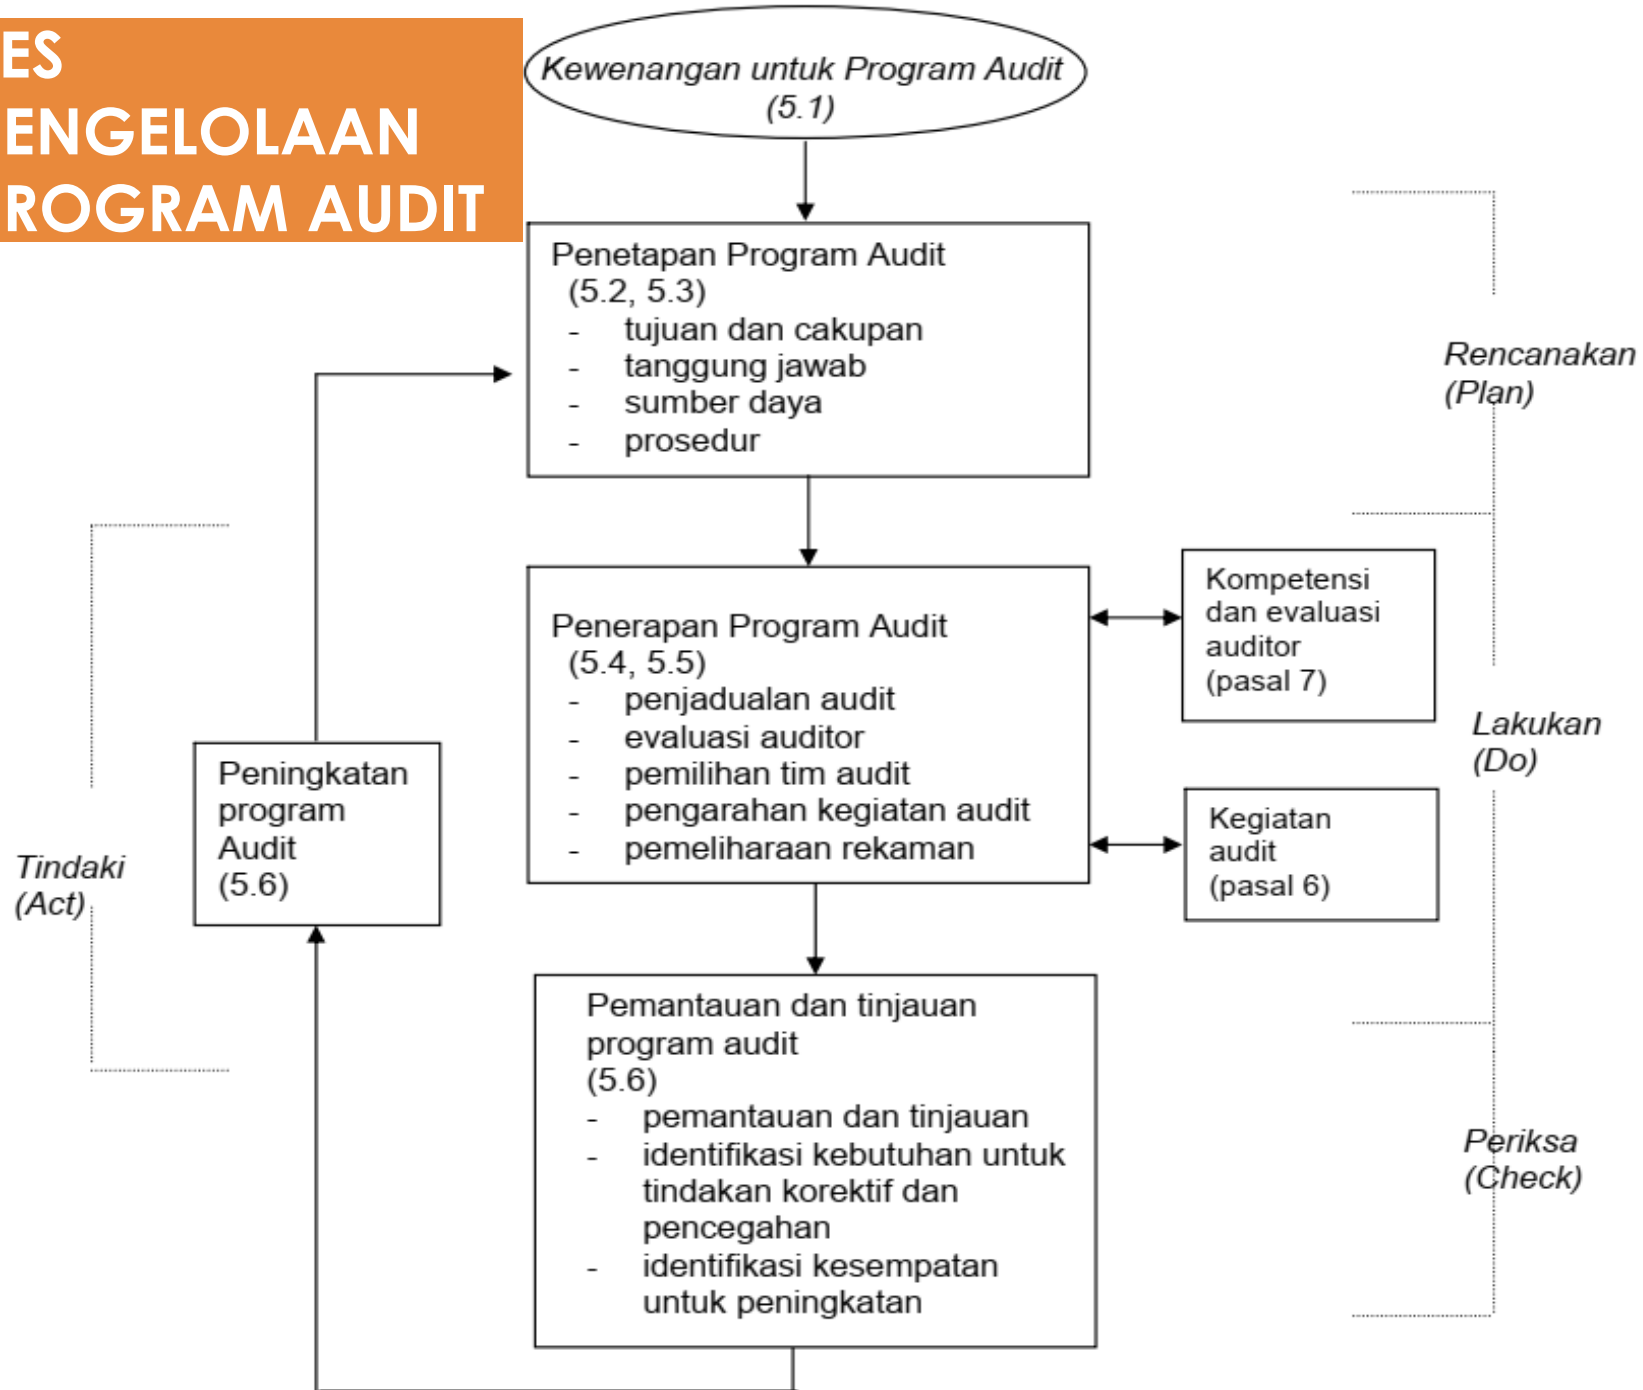 ES
ENGELOLAAN
ROGRAM AUDIT
Kewenangan untuk Program Audit
(5.1)
Penetapan Program Audit
(5.2, 5.3)
- tujuan dan cakupan
- tanggung jawab
- sumber daya
- prosedur
Rencanakan
(Plan)
Penerapan Program Audit
(5.4, 5.5)
- penjadualan audit
- evaluasi auditor
- pemilihan tim audit
- pengarahan kegiatan audit
- pemeliharaan rekaman
Kompetensi
dan evaluasi
auditor
(pasal 7)
Lakukan
(Do)
Kegiatan
audit
(pasal 6)
Peningkatan
program
Audit
(5.6)
Tindaki
(Act)
Pemantauan dan tinjauan
program audit
(5.6)
- pemantauan dan tinjauan
- identifikasi kebutuhan untuk
tindakan korektif dan
pencegahan
- identifikasi kesempatan
untuk peningkatan
Periksa
(Check)